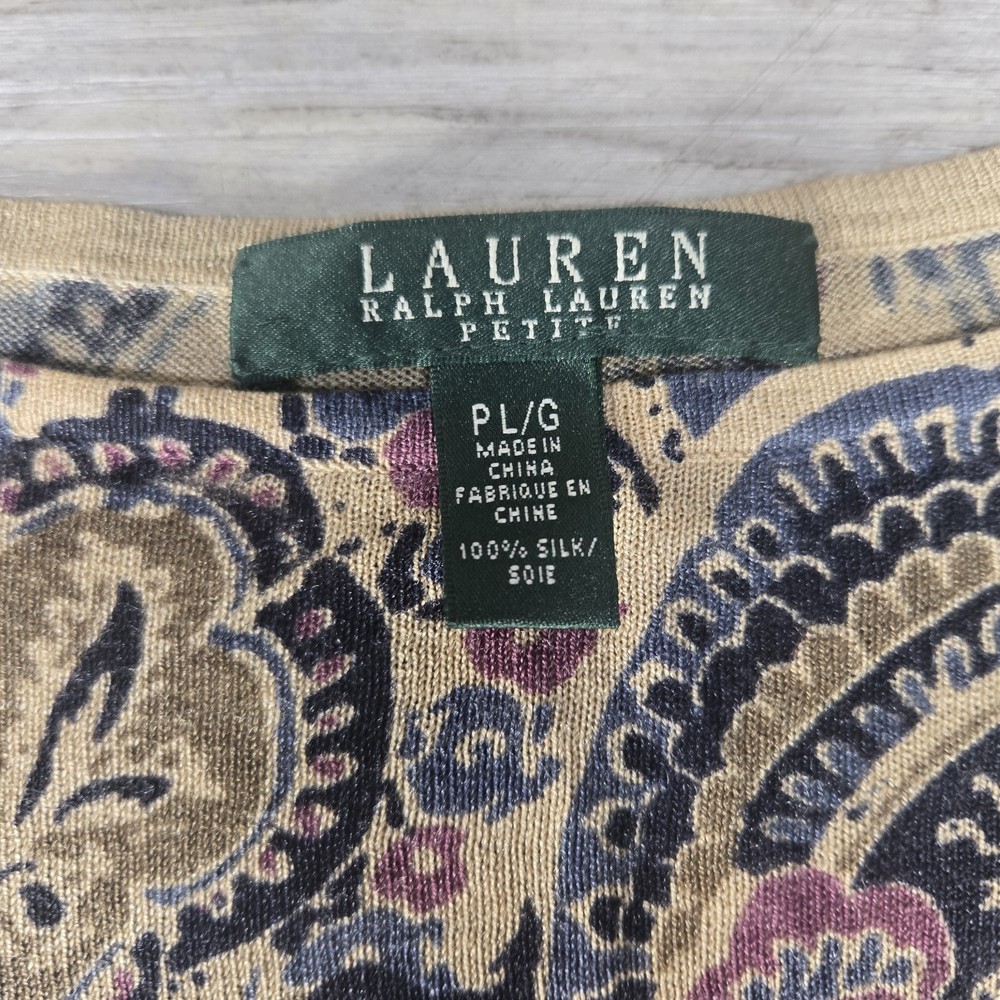 LAUREN
RALPH LAUREN
PETITE
PL/G
MADE IN
CHINA
FABRIQUE EN
CHINE
100% SILK/
SOIE